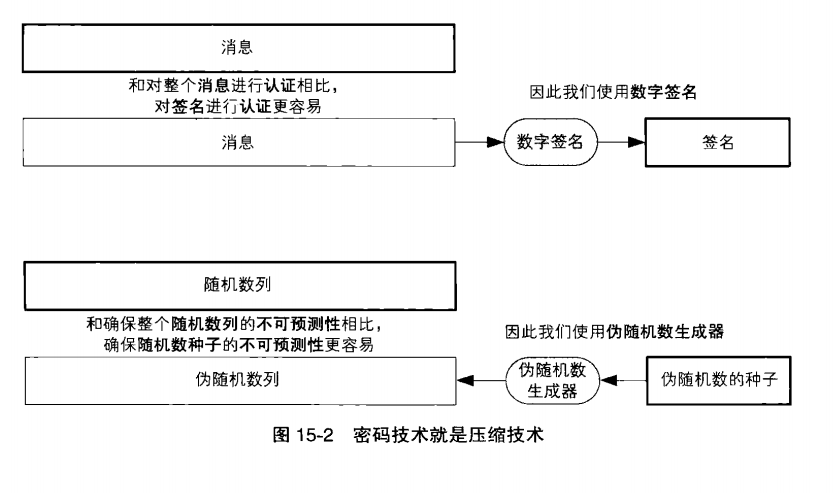 消息
和对整个消息进行认证相比，
对签名进行认证更容易
因此我们使用数字签名
消息
数字签名
签名
随机数列
和确保整个随机数列的不可预测性相比，
确保随机数种子的不可预测性更容易
因此我们使用伪随机数生成器
伪随机数列
伪随机数
生成器
伪随机数的种子
图 15-2 密码技术就是压缩技术